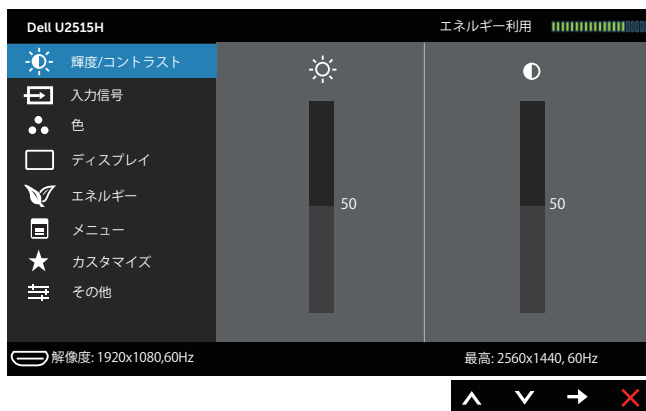 Dell U2515H エネルギー利用
輝度/コントラスト
入力信号
色
ディスプレイ
エネルギー
メニュー
カスタマイズ
その他
50 50
解像度: 1920x1080,60Hz 最高: 2560x1440, 60Hz